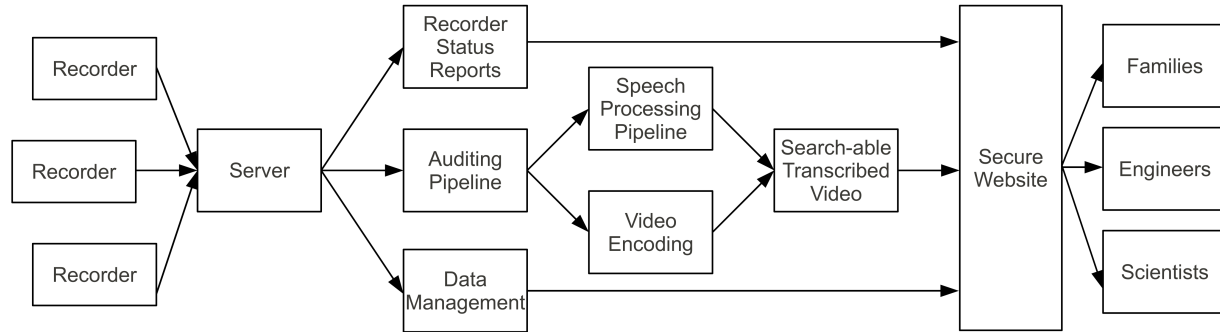 Recorder
Recorder
Recorder
Server
Recorder
Status
Reports
Auditing
Pipeline
Data
Management
Speech
Processing
Pipeline
Video
Encoding
Search-able
Transcribed
Video
Secure
Website
Families
Engineers
Scientists